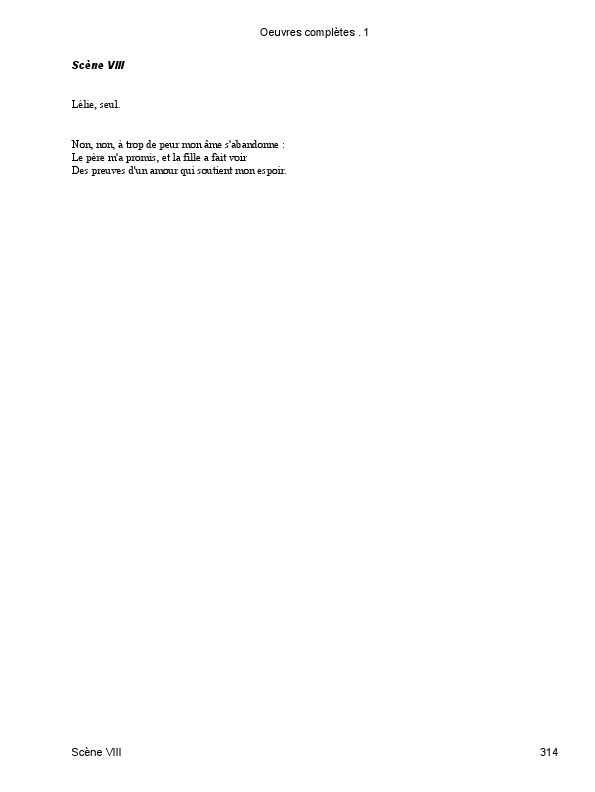 Oeuvres complètes . 1
Scène VIII
Lélie, seul.
Non, non, à trop de peur mon âme s'abandonne :
Le père m'a promis, et la fille a fait voir
Des preuves d'un amour qui soutient mon espoir.
Scène VIII 314